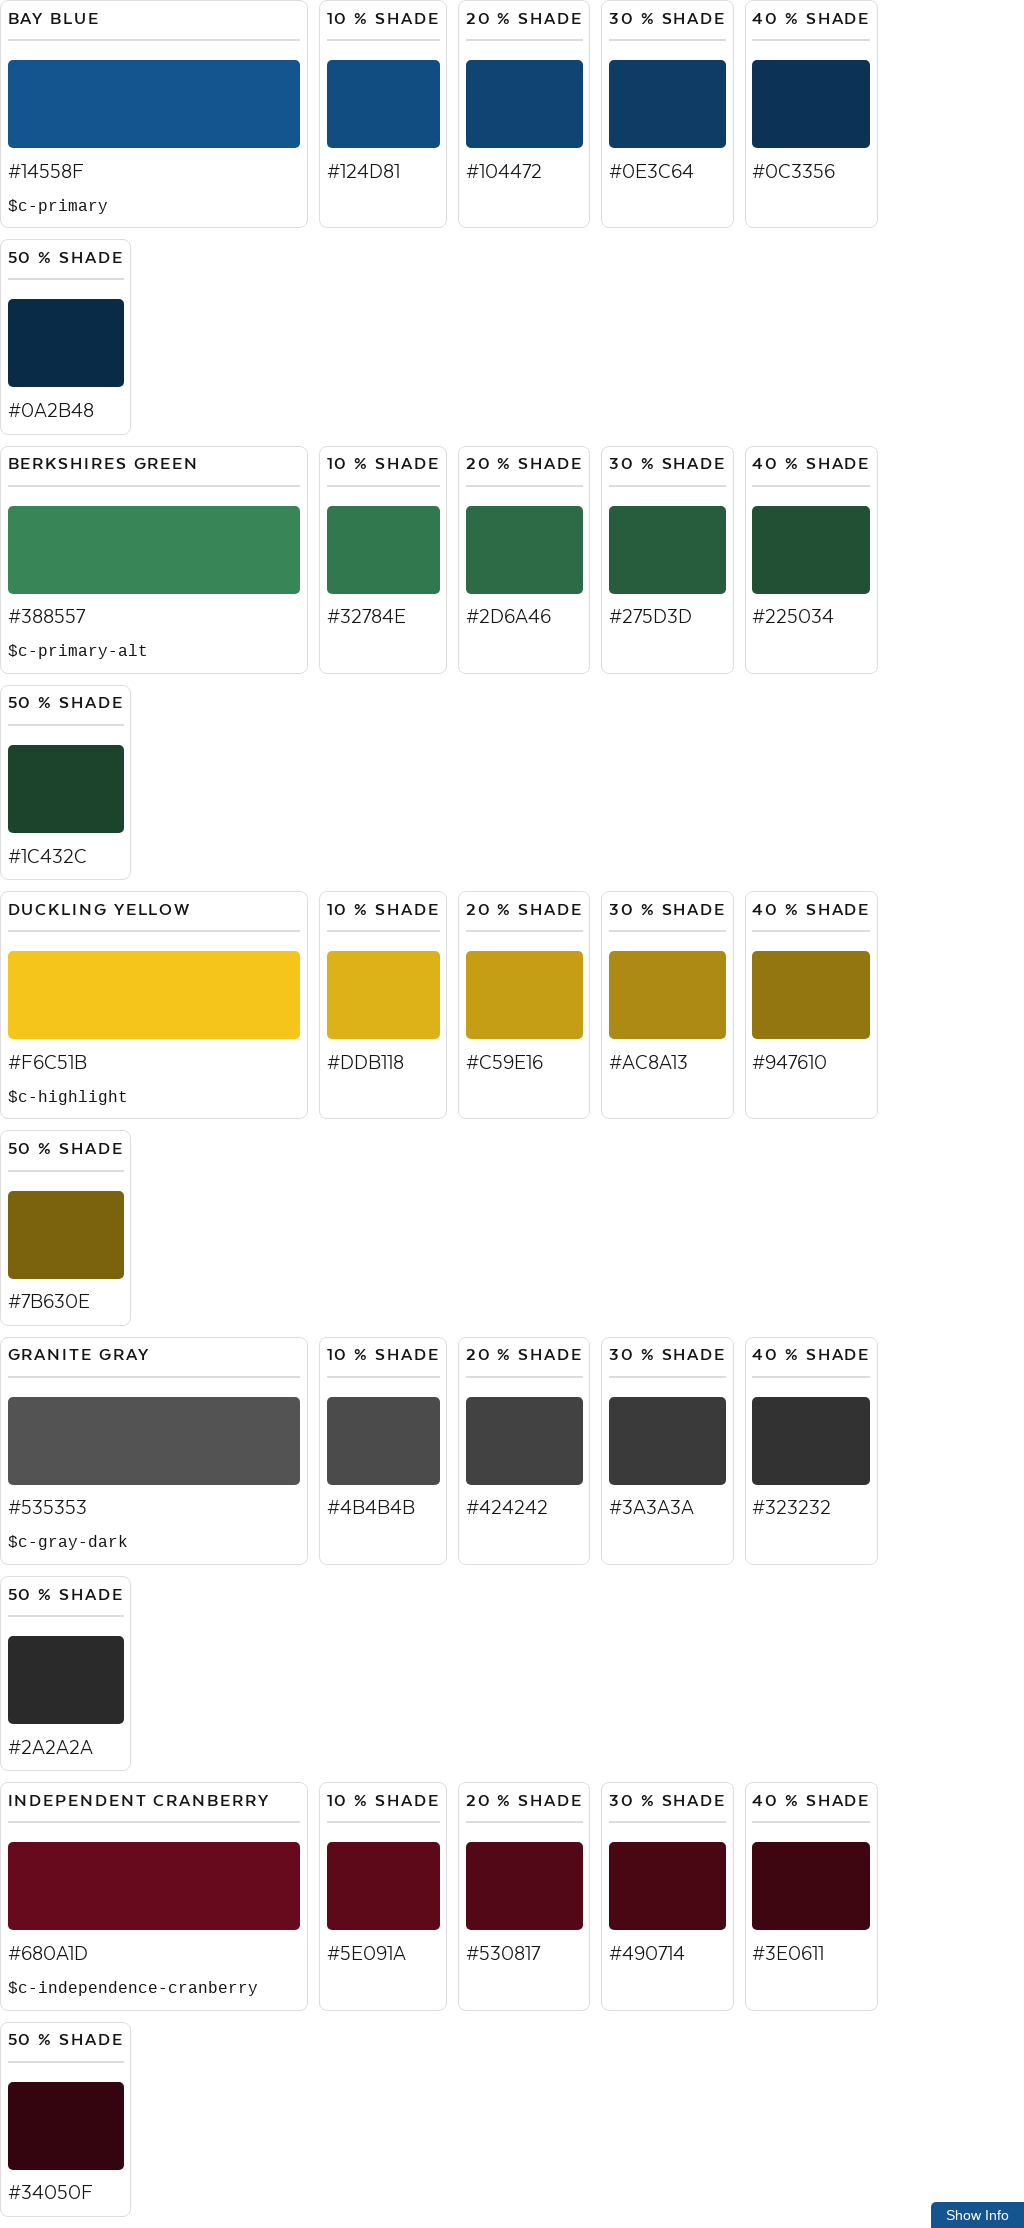 BAY BLUE
10 % SHADE
20 % SHADE
30 % SHADE
40 % SHADE
#14558F
#124D81
#104472
#0E3C64
#0C3356
$c-primary
50 % SHADE
#0A2B48
BERKSHIRES GREEN
10 % SHADE
20 % SHADE
30 % SHADE
40 % SHADE
#388557
#32784E
#2D6A46
#275D3D
#225034
$c-primary-alt
50 % SHADE
#1C432C
DUCKLING YELLOW
10 % SHADE
20 % SHADE
30 % SHADE
40 % SHADE
#F6C51B
#DDB118
#C59E16
#AC8A13
#947610
$c-highlight
50 % SHADE
#7B630E
GRANITE GRAY
10 % SHADE
20 % SHADE
30 % SHADE
40 % SHADE
#535353
#4B4B4B
#424242
#3A3A3A
#323232
$c-gray-dark
50 % SHADE
#2A2A2A
INDEPENDENT CRANBERRY
10 % SHADE
20 % SHADE
30 % SHADE
40 % SHADE
#680A1D
#5E091A
#530817
#490714
#3E0611
$c-independence-cranberry
50 % SHADE
#34050F
Show Info